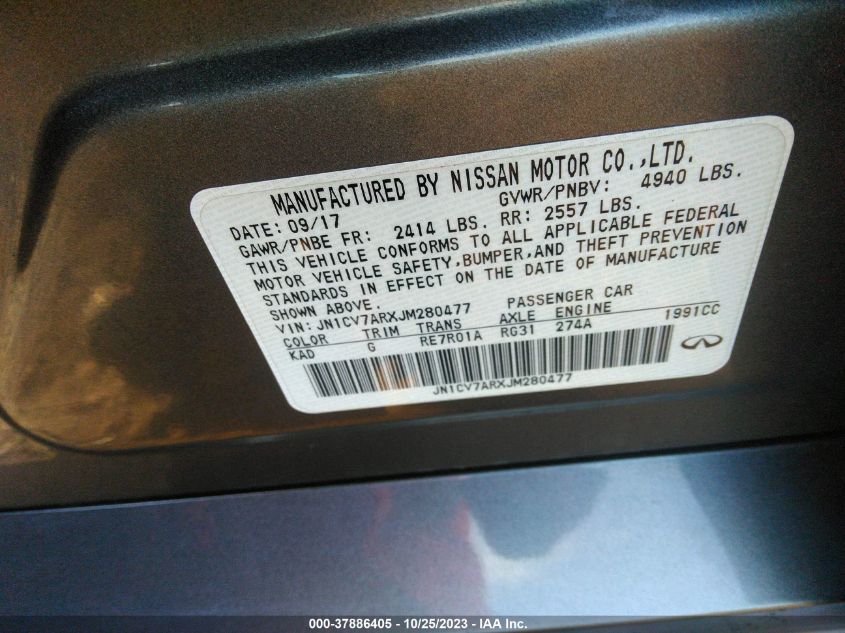 MANUFACTURED BY NISSAN MOTOR CO.,LTD.
DATE: 09/17 GVWR/PNBV: 4940 LBS.
GAWR/PNBE FR: 2414 LBS. RR: 2557 LBS.
THIS VEHICLE CONFORMS TO ALL APPLICABLE FEDERAL
MOTOR VEHICLE SAFETY,BUMPER,AND THEFT PREVENTION
STANDARDS IN EFFECT ON THE DATE OF MANUFACTURE
SHOWN ABOVE.
VIN: JN1CV7ARXJM280477 PASSENGER CAR
COLOR TRIM TRANS AXLE ENGINE
KAD G RE7R01A RG31 274A 1991CC
JN1CV7ARXJM280477
000-37886405 - 10/25/2023 - IAA Inc.